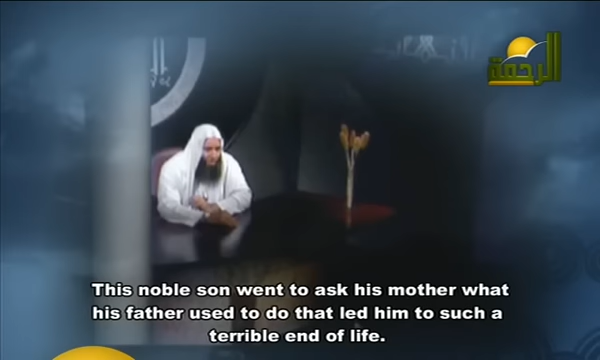 الرحمة
This noble son went to ask his mother what
his father used to do that led him to such a
terrible end of life.